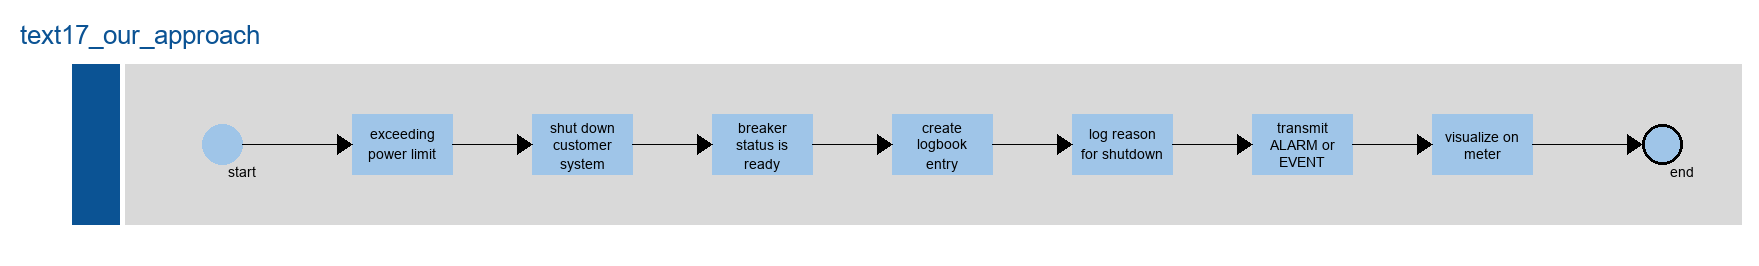 text17_our_approach
start
exceeding
power limit
shut down
customer
system
breaker
status is
ready
create
logbook
entry
log reason
for shutdown
transmit
ALARM or
EVENT
visualize on
meter
end